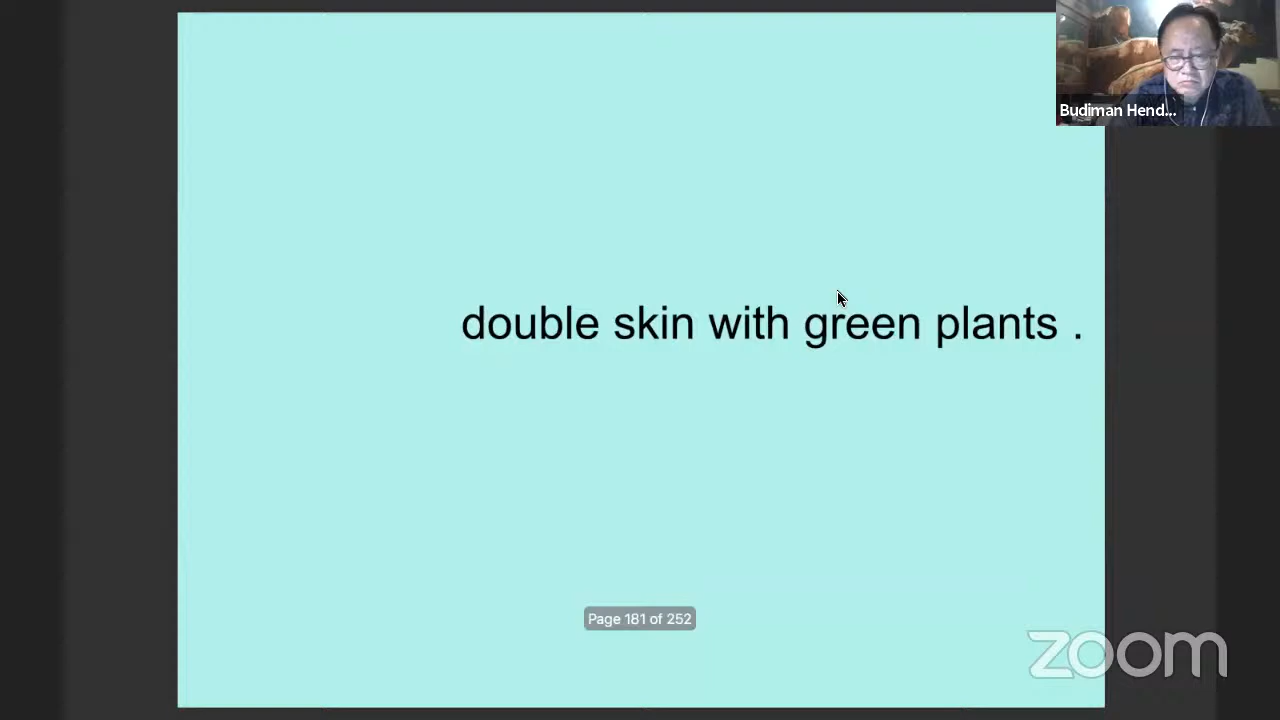 Budiman Hend...
double skin with green plants .
Page 181 of 252
zoom